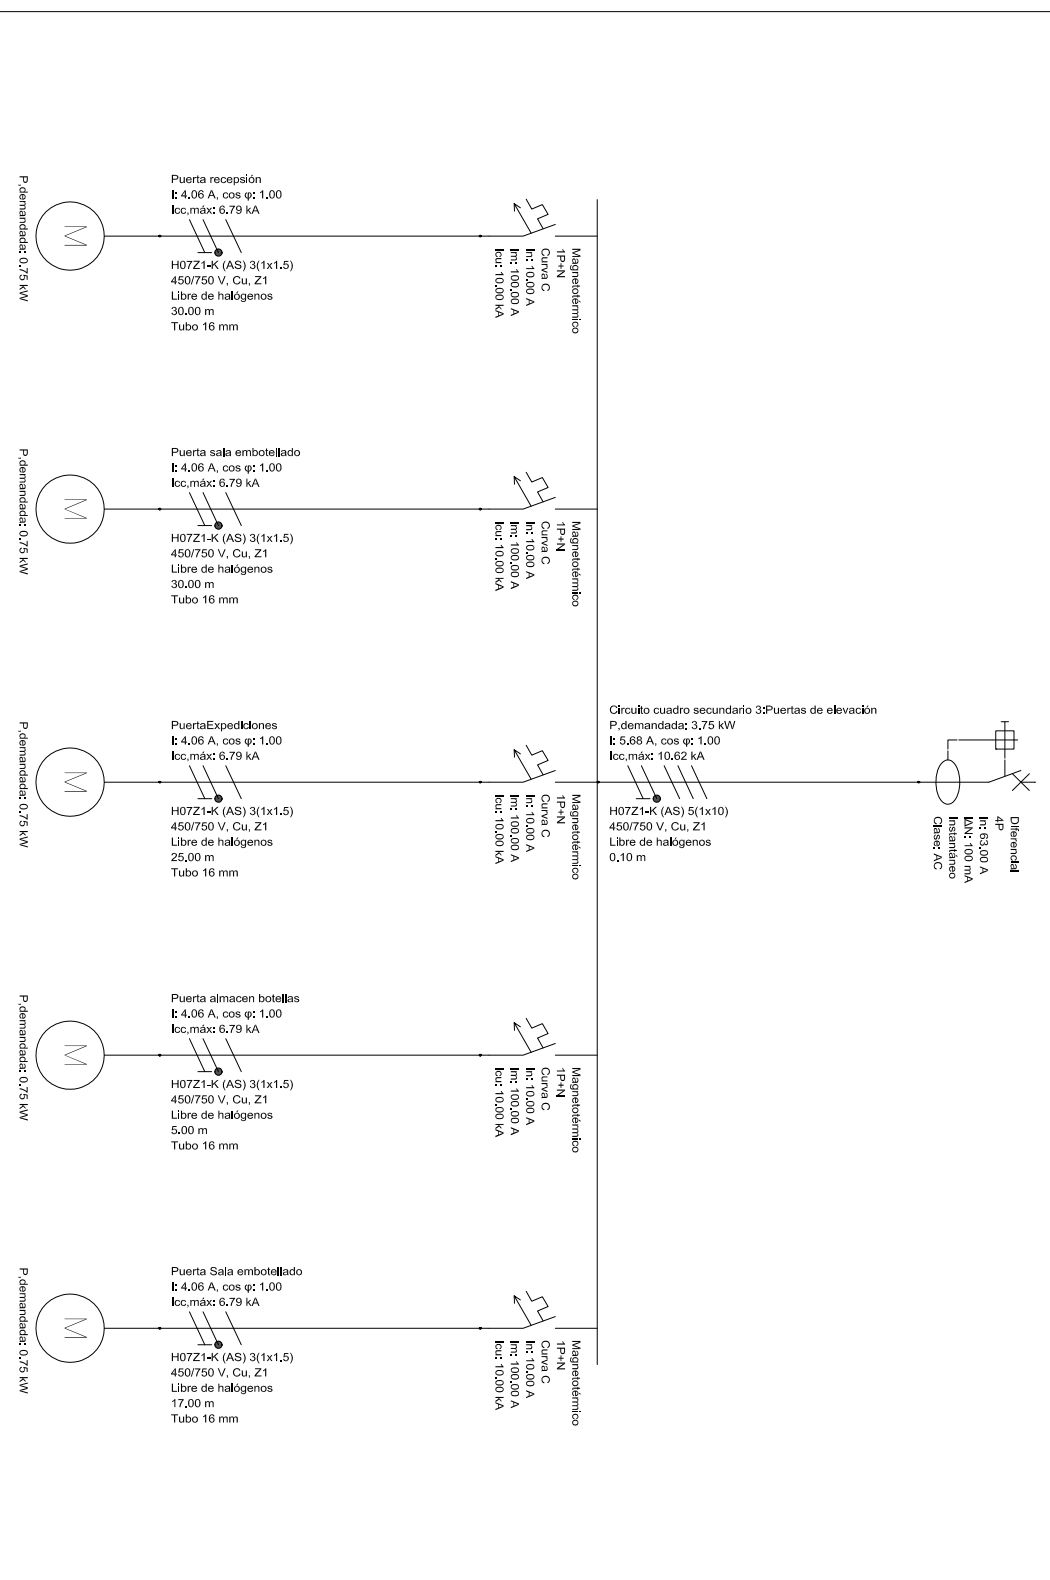 Puerta recepsión
I: 4.06 A, cos φ: 1.00
Icc,máx: 6.79 kA
H07Z1-K (AS) 3(1x1.5)
450/750 V, Cu, Z1
Libre de halógenos
30.00 m
Tubo 16 mm
M
P,demandada: 0.75 kW
Magnetotérmico
1P+N
Curva C
In: 10.00 A
Im: 100.00 A
Icu: 10.00 kA
Puerta sala embotellado
I: 4.06 A, cos φ: 1.00
Icc,máx: 6.79 kA
H07Z1-K (AS) 3(1x1.5)
450/750 V, Cu, Z1
Libre de halógenos
30.00 m
Tubo 16 mm
M
P,demandada: 0.75 kW
Magnetotérmico
1P+N
Curva C
In: 10.00 A
Im: 100.00 A
Icu: 10.00 kA
PuertaExpediciones
I: 4.06 A, cos φ: 1.00
Icc,máx: 6.79 kA
H07Z1-K (AS) 3(1x1.5)
450/750 V, Cu, Z1
Libre de halógenos
25.00 m
Tubo 16 mm
M
P,demandada: 0.75 kW
Magnetotérmico
1P+N
Curva C
In: 10.00 A
Im: 100.00 A
Icu: 10.00 kA
Circuito cuadro secundario 3:Puertas de elevación
P,demandada: 3.75 kW
I: 5.68 A, cos φ: 1.00
Icc,máx: 10.62 kA
H07Z1-K (AS) 5(1x10)
450/750 V, Cu, Z1
Libre de halógenos
0.10 m
Diferencial
4P
In: 63.00 A
ΔN: 100 mA
Instantáneo
Clase: AC
Puerta almacen botellas
I: 4.06 A, cos φ: 1.00
Icc,máx: 6.79 kA
H07Z1-K (AS) 3(1x1.5)
450/750 V, Cu, Z1
Libre de halógenos
5.00 m
Tubo 16 mm
M
P,demandada: 0.75 kW
Magnetotérmico
1P+N
Curva C
In: 10.00 A
Im: 100.00 A
Icu: 10.00 kA
Puerta Sala embotellado
I: 4.06 A, cos φ: 1.00
Icc,máx: 6.79 kA
H07Z1-K (AS) 3(1x1.5)
450/750 V, Cu, Z1
Libre de halógenos
17.00 m
Tubo 16 mm
M
P,demandada: 0.75 kW
Magnetotérmico
1P+N
Curva C
In: 10.00 A
Im: 100.00 A
Icu: 10.00 kA